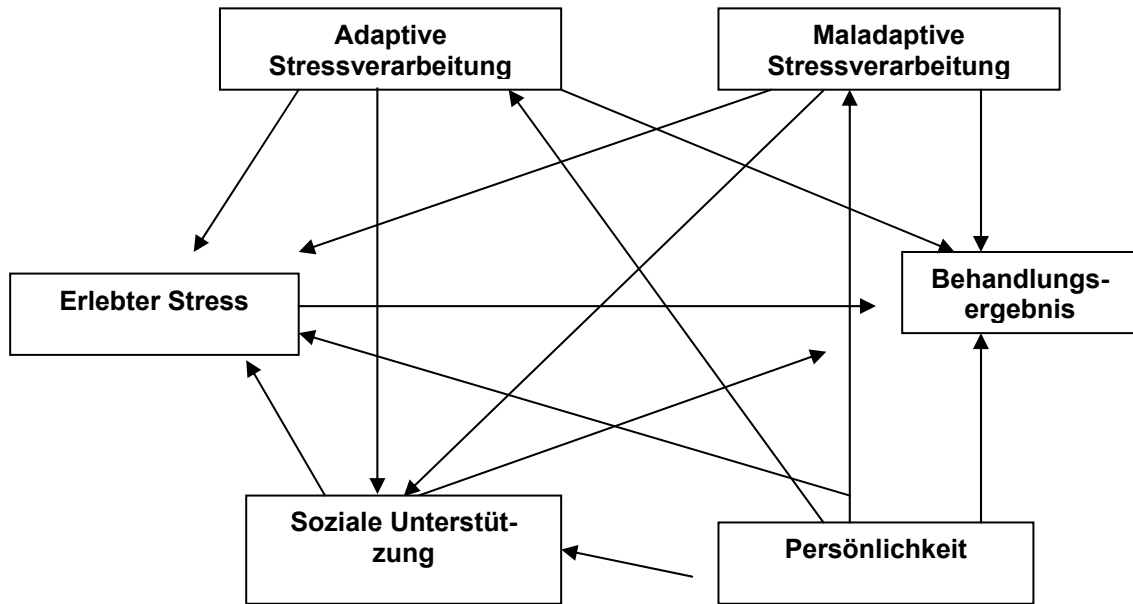 Adaptive
Stressverarbeitung
Maladaptive
Stressverarbeitung
Erlebter Stress
Behandlungs-
ergebnis
Soziale Unterstüt-
zung
Persönlichkeit